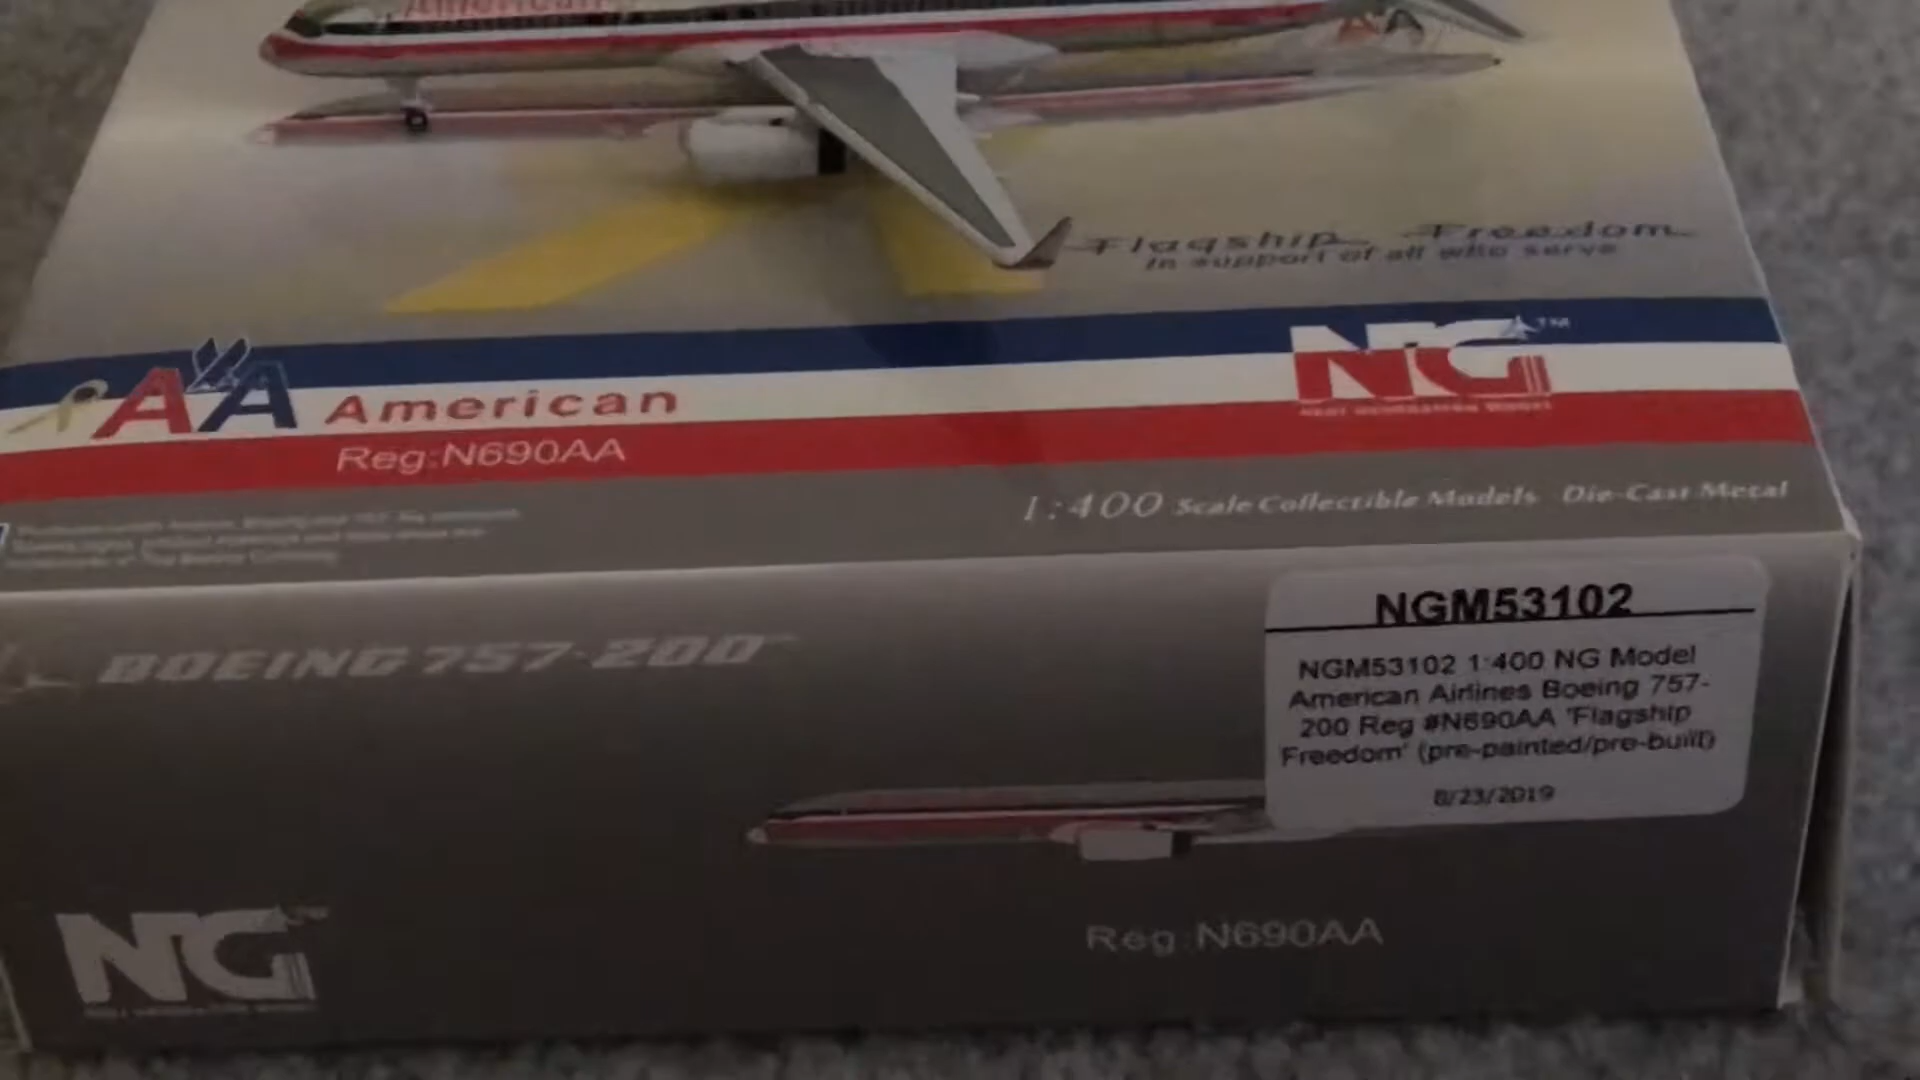 American
Flagship Freedom
In support of all who serve
AA American
NG TM
NEXT GENERATION MODEL
Reg:N690AA
1:400 Scale Collectible Models Die-Cast Metal
BOEING 757-200
NGM53102
NGM53102 1:400 NG Model
American Airlines Boeing 757-
200 Reg #N690AA 'Flagship
Freedom' (pre-painted/pre-built)
8/23/2019
NG
Reg:N690AA